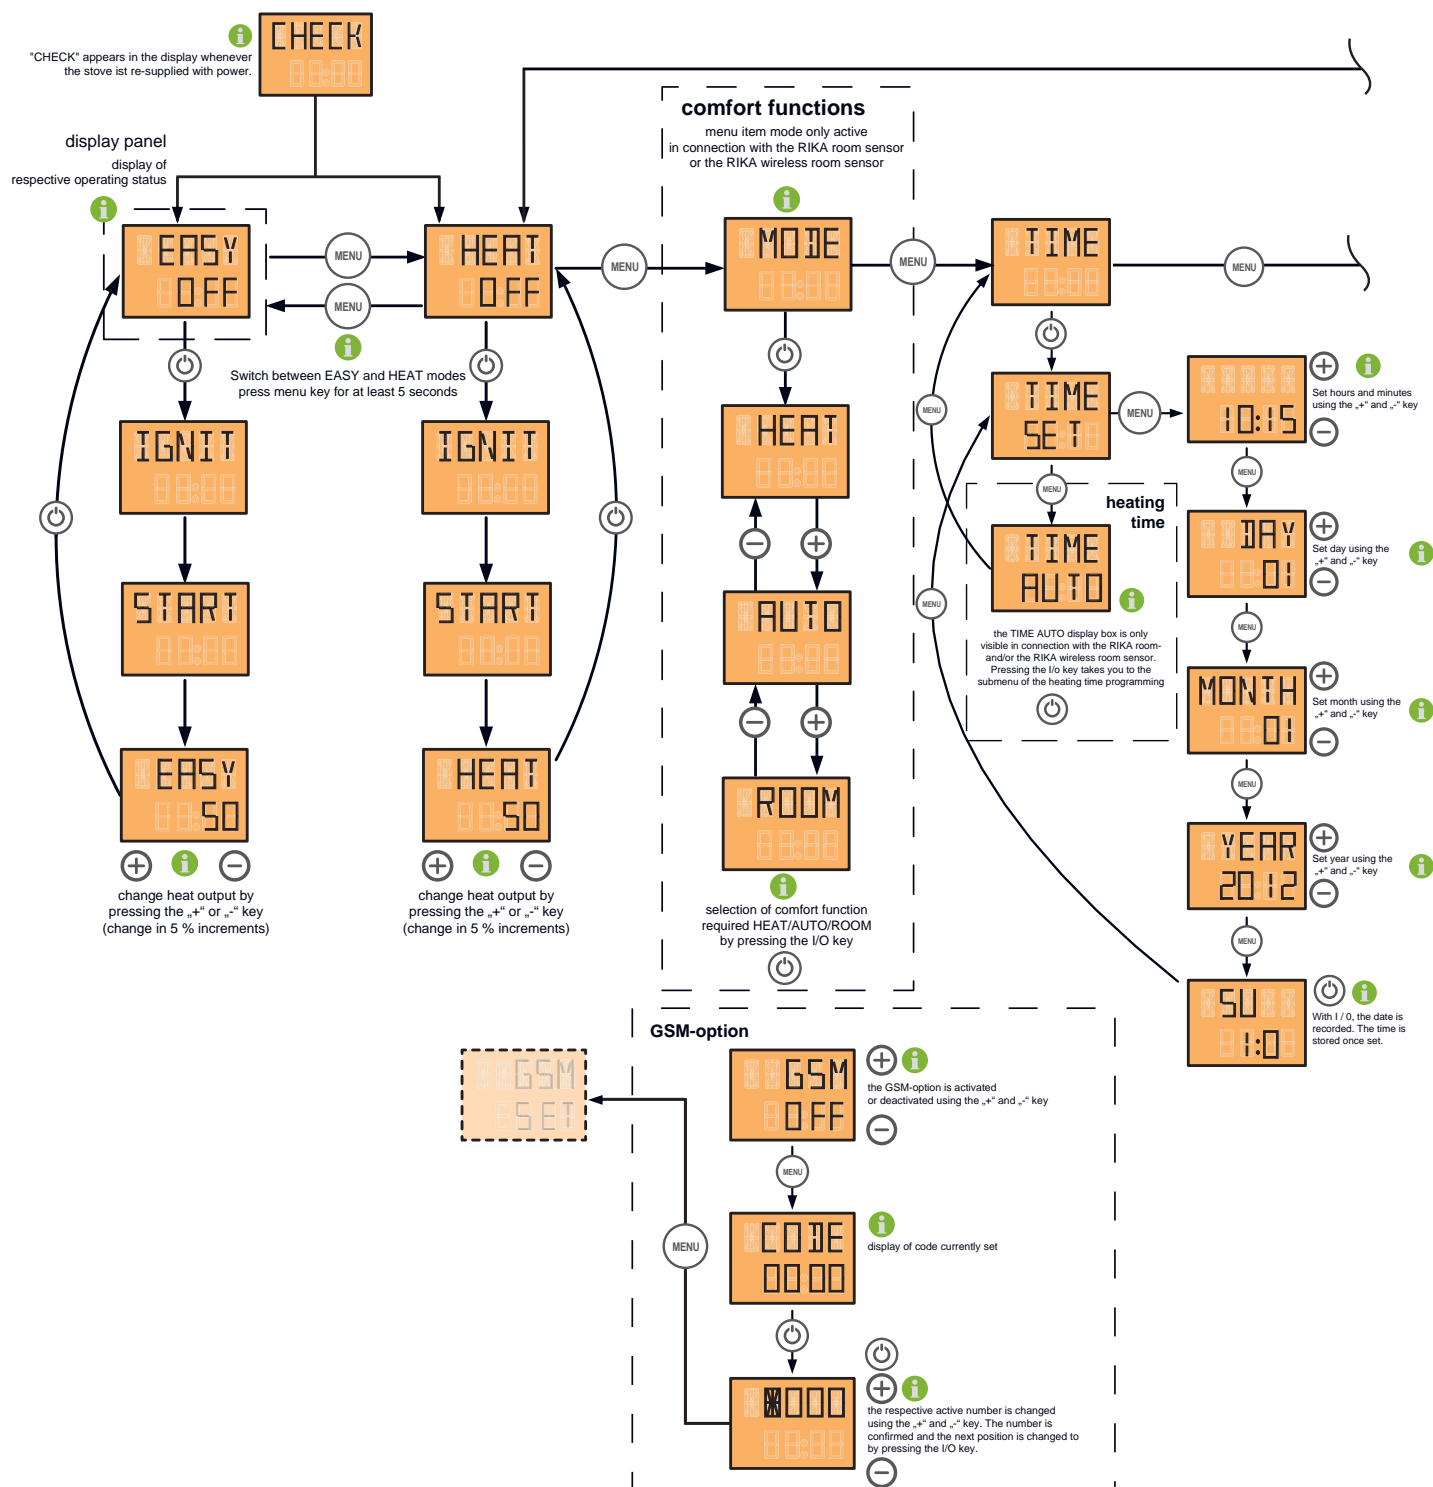 CHECK
"CHECK" appears in the display whenever
the stove ist re-supplied with power.
display panel
display of
respective operating status
EASY
OFF
MENU
MENU
HEAT
OFF
Switch between EASY and HEAT modes
press menu key for at least 5 seconds
IGNIT
START
EASY
50
change heat output by
pressing the „+“ or „-“ key
(change in 5 % increments)
IGNIT
START
HEAT
50
change heat output by
pressing the „+“ or „-“ key
(change in 5 % increments)
MENU
comfort functions
menu item mode only active
in connection with the RIKA room sensor
or the RIKA wireless room sensor
MODE
HEAT
AUTO
ROOM
selection of comfort function
required HEAT/AUTO/ROOM
by pressing the I/O key
MENU
TIME
MENU
TIME
SET
MENU
MENU
MENU
MENU
heating
time
TIME
AUTO
the TIME AUTO display box is only
visible in connection with the RIKA room-
and/or the RIKA wireless room sensor.
Pressing the I/o key takes you to the
submenu of the heating time programming
10:15
Set hours and minutes
using the „+“ and „-“ key
MENU
DAY
01
Set day using the
„+“ and „-“ key
MENU
MONTH
01
Set month using the
„+“ and „-“ key
MENU
YEAR
2012
Set year using the
„+“ and „-“ key
MENU
SU
1:0
With I / 0, the date is
recorded. The time is
stored once set.
GSM-option
GSM
SET
GSM
OFF
the GSM-option is activated
or deactivated using the „+“ and „-“ key
MENU
CODE
0000
display of code currently set
MENU
000
the respective active number is changed
using the „+“ and „-“ key. The number is
confirmed and the next position is changed to
by pressing the I/O key.